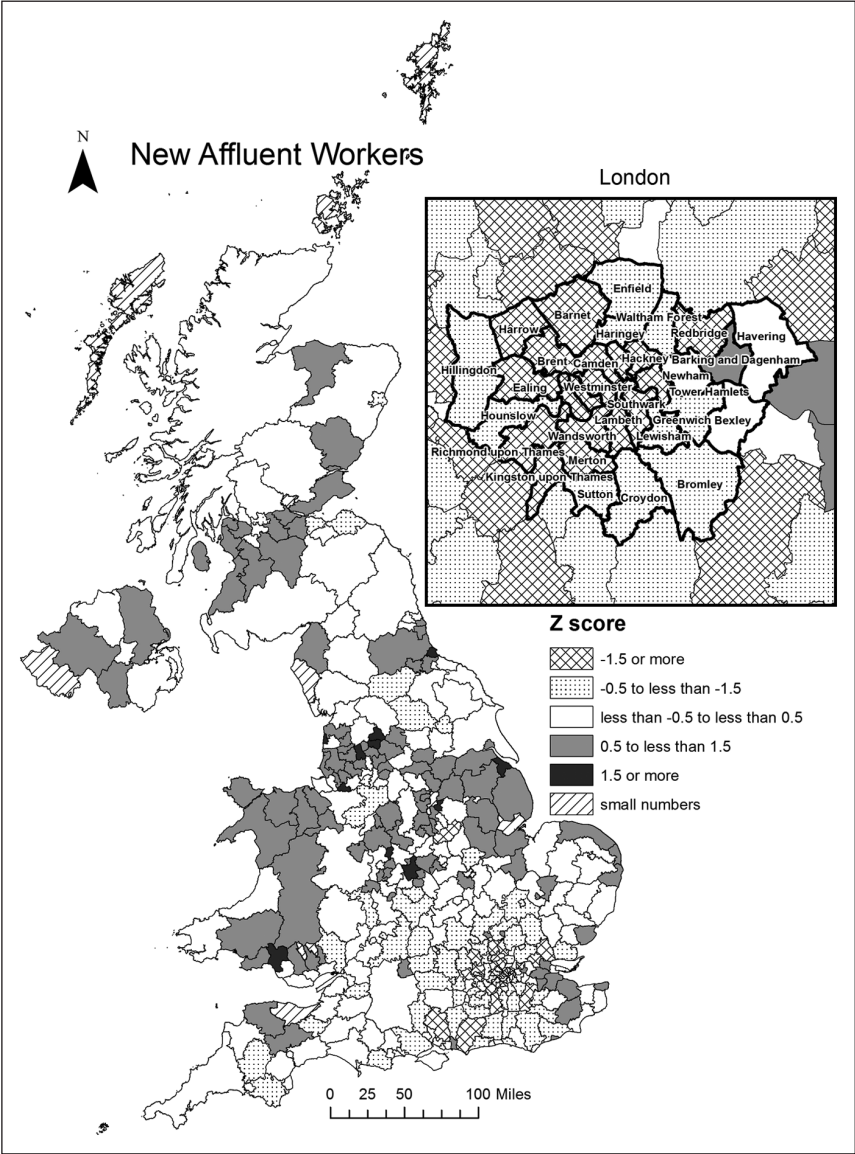 N
New Affluent Workers
London
Enfield
Barnet
Waltham Forest
Harrow
Haringey
Redbridge
Havering
Hillingdon
Brent
Camden
Hackney
Barking and Dagenham
Newham
Ealing
Westminster
Tower Hamlets
Southwark
Hounslow
Lambeth
Greenwich
Bexley
Wandsworth
Lewisham
Richmond upon Thames
Merton
Kingston upon Thames
Bromley
Sutton
Croydon
Z score
-1.5 or more
-0.5 to less than -1.5
less than -0.5 to less than 0.5
0.5 to less than 1.5
1.5 or more
small numbers
0 25 50 100 Miles